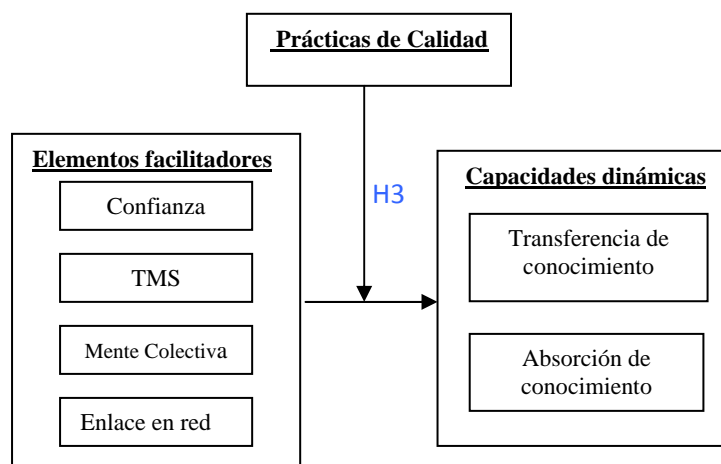 Prácticas de Calidad
Elementos facilitadores
Confianza
TMS
Mente Colectiva
Enlace en red
H3
Capacidades dinámicas
Transferencia de
conocimiento
Absorción de
conocimiento